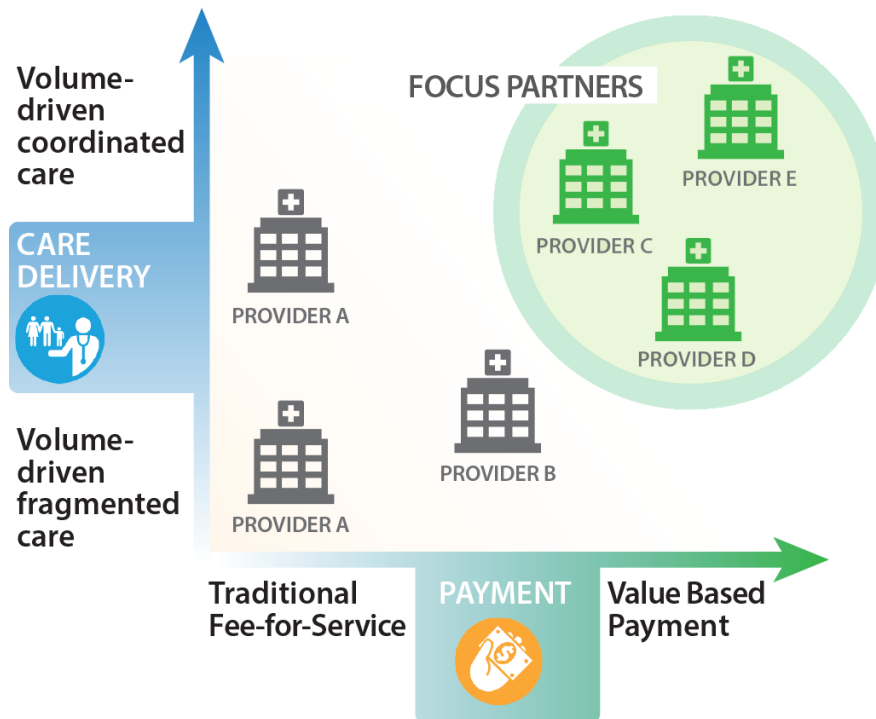 Volume-
driven
coordinated
care
CARE
DELIVERY
Volume-
driven
fragmented
care
FOCUS PARTNERS
PROVIDER E
PROVIDER C
PROVIDER D
PROVIDER A
PROVIDER B
PROVIDER A
Traditional
Fee-for-Service
PAYMENT
Value Based
Payment